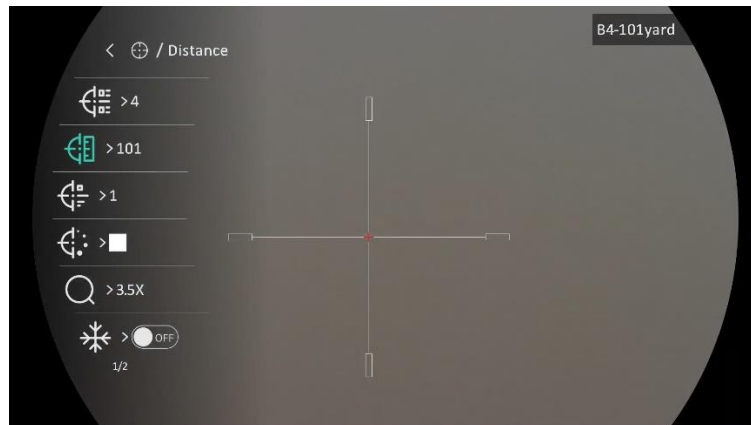 < / Distance
B4-101yard
>4
>101
>1
>
>3.5X
> OFF
1/2